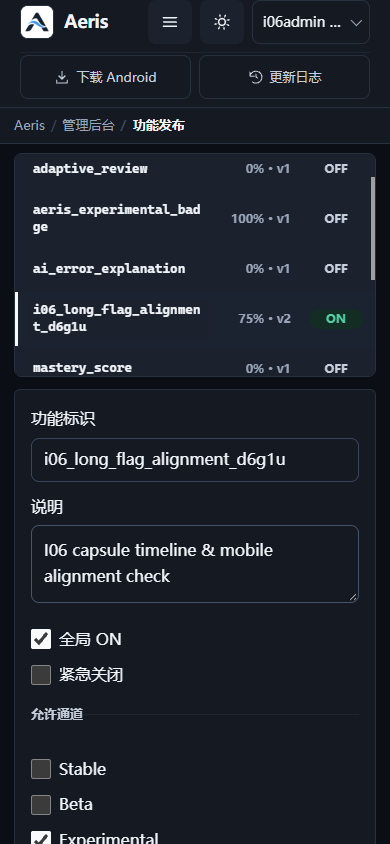 Aeris
i06admin ...
下载 Android
更新日志
Aeris / 管理后台 / 功能发布
adaptive_review 0% • v1 OFF
aeris_experimental_bad
ge 100% • v1 OFF
ai_error_explanation 0% • v1 OFF
i06_long_flag_alignmen
t_d6g1u 75% • v2 ON
mastery_score 0% • v1 OFF
功能标识
i06_long_flag_alignment_d6g1u
说明
I06 capsule timeline & mobile
alignment check
全局 ON
紧急关闭
允许通道
Stable
Beta
Experimental